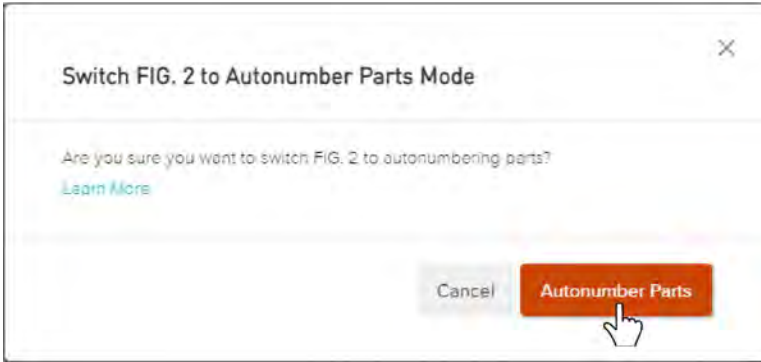 Switch FIG. 2 to Autonumber Parts Mode
Are you sure you want to switch FIG. 2 to autonumbering parts?
Learn More
Cancel
Autonumber Parts